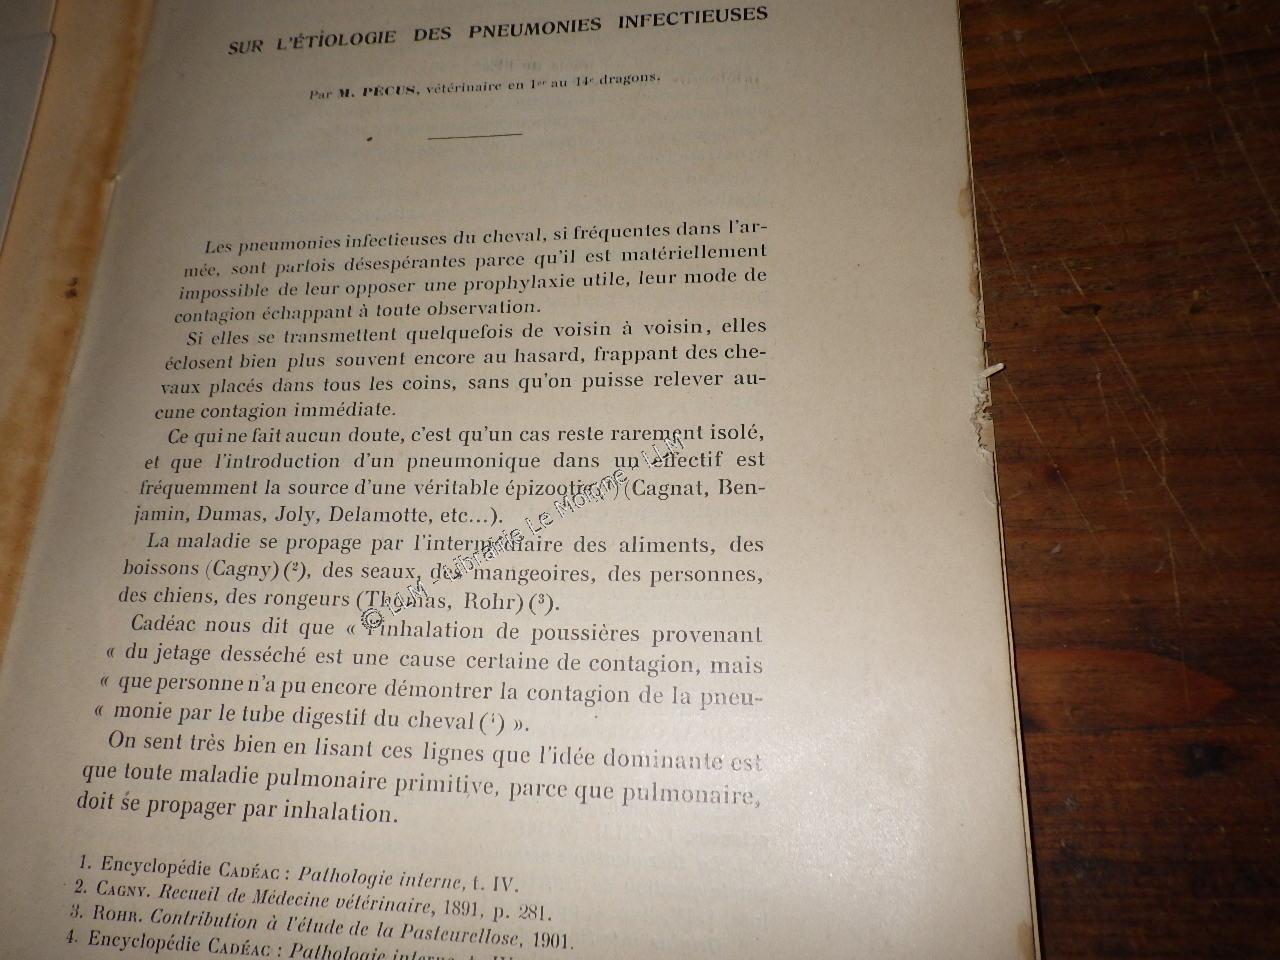 SUR L'ÉTIOLOGIE DES PNEUMONIES INFECTIEUSES
Par M. PÉCUS, vétérinaire en 1er au 14e dragons.
Les pneumonies infectieuses du cheval, si fréquentes dans l'ar-
mée, sont parfois désespérantes parce qu'il est matériellement
impossible de leur opposer une prophylaxie utile, leur mode de
contagion échappant à toute observation.
Si elles se transmettent quelquefois de voisin à voisin, elles
éclosent bien plus souvent encore au hasard, frappant des che-
vaux placés dans tous les coins, sans qu'on puisse relever au-
cune contagion immédiate.
Ce qui ne fait aucun doute, c'est qu'un cas reste rarement isolé,
et que l'introduction d'un pneumonique dans un effectif est
fréquemment la source d'une véritable épizootie (1) (Cagnat, Ben-
jamin, Dumas, Joly, Delamotte, etc...).
La maladie se propage par l'intermédiaire des aliments, des
boissons (Cagny) (2), des seaux, des mangeoires, des personnes,
des chiens, des rongeurs (Thomas, Rohr) (3).
Cadéac nous dit que « l'inhalation de poussières provenant
« du jetage desséché est une cause certaine de contagion, mais
« que personne n'a pu encore démontrer la contagion de la pneu-
« monie par le tube digestif du cheval (4) ».
On sent très bien en lisant ces lignes que l'idée dominante est
que toute maladie pulmonaire primitive, parce que pulmonaire,
doit se propager par inhalation.
1. Encyclopédie CADÉAC : Pathologie interne, t. IV.
2. CAGNY. Recueil de Médecine vétérinaire, 1891, p. 281.
3. ROHR. Contribution à l'étude de la Pasteurellose, 1901.
4. Encyclopédie CADÉAC : Pathologie interne, t. IV.
© LLM - Librairie Le Moigne LLM